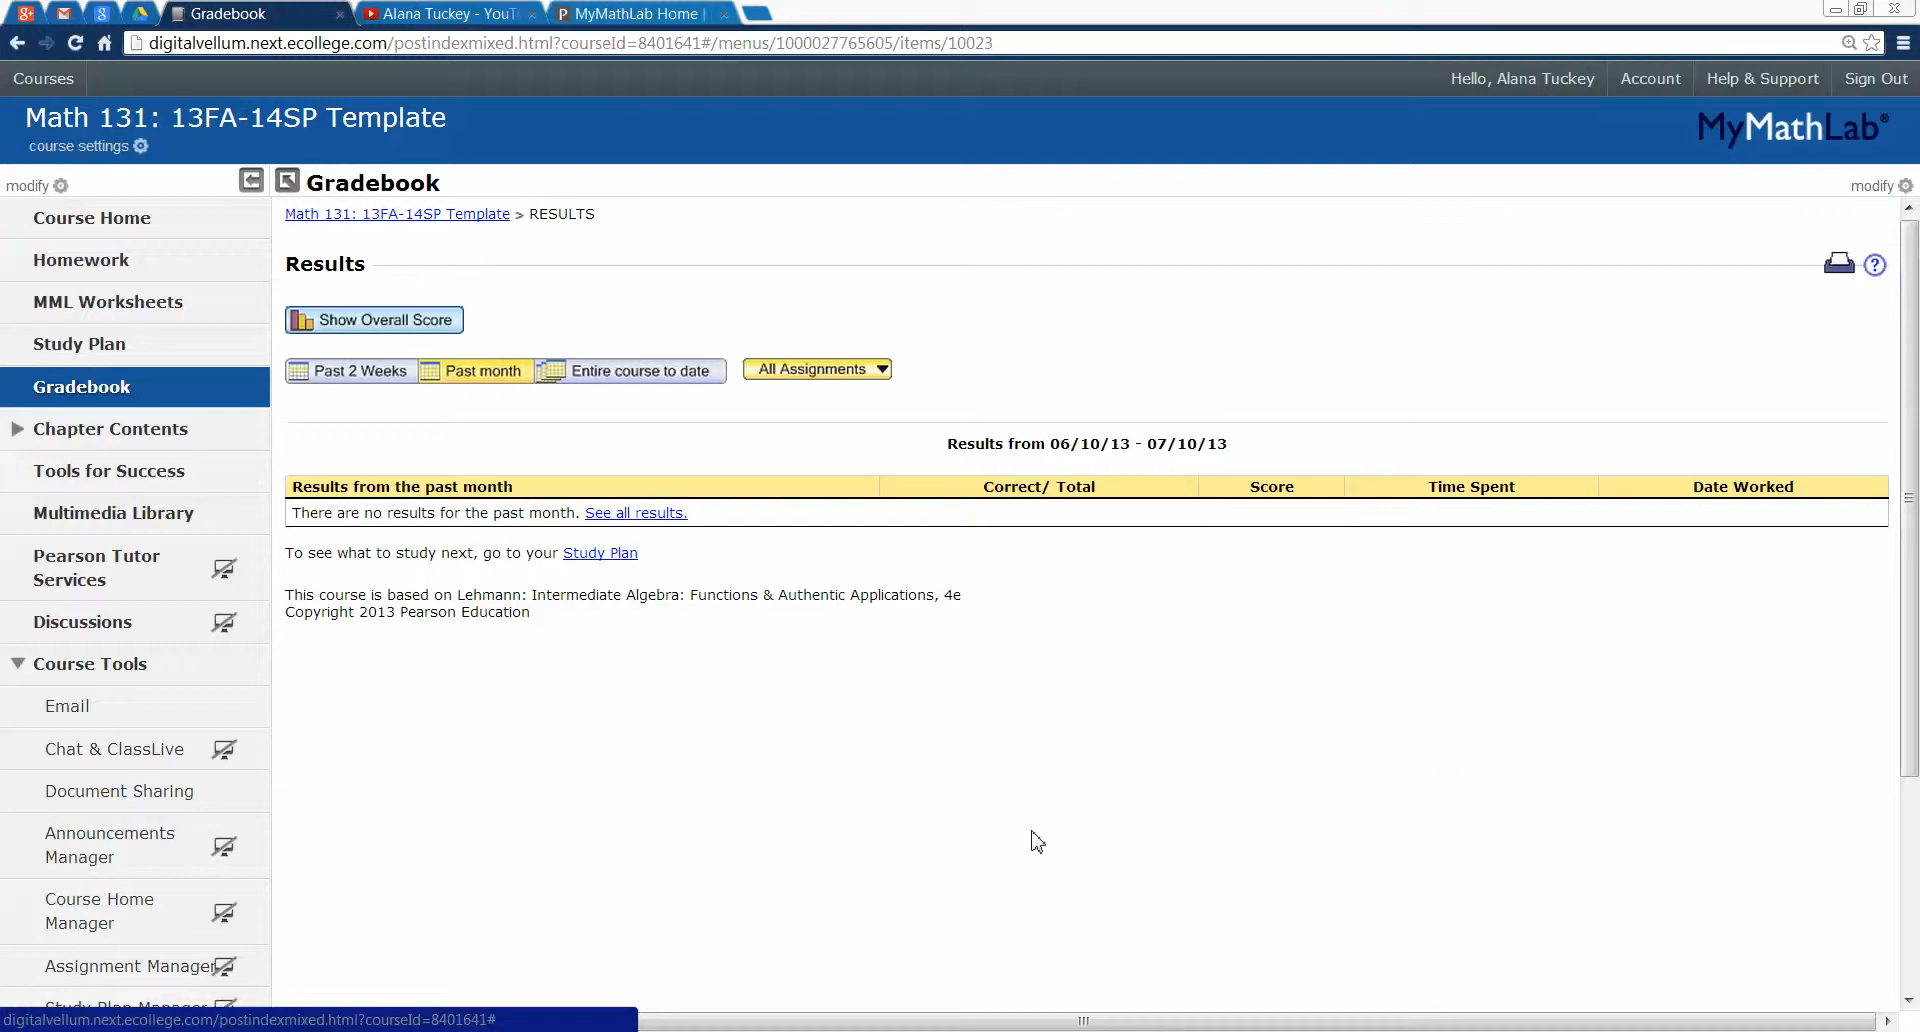 Gradebook
Alana Tuckey - YouT
MyMathLab Home |
digitalvellum.next.ecollege.com/postindexmixed.html?courseId=8401641#/menus/1000027765605/items/10023
Courses
Hello, Alana Tuckey
Account
Help & Support
Sign Out
Math 131: 13FA-14SP Template
course settings
MyMathLab®
modify
Gradebook
modify
Course Home
Homework
MML Worksheets
Study Plan
Gradebook
Chapter Contents
Tools for Success
Multimedia Library
Pearson Tutor
Services
Discussions
Course Tools
Email
Chat & ClassLive
Document Sharing
Announcements
Manager
Course Home
Manager
Assignment Manager
Study Plan Manager
Math 131: 13FA-14SP Template > RESULTS
Results
Show Overall Score
Past 2 Weeks
Past month
Entire course to date
All Assignments
Results from 06/10/13 - 07/10/13
Results from the past month Correct/ Total Score Time Spent Date Worked
There are no results for the past month. See all results.
To see what to study next, go to your Study Plan
This course is based on Lehmann: Intermediate Algebra: Functions & Authentic Applications, 4e
Copyright 2013 Pearson Education
digitalvellum.next.ecollege.com/postindexmixed.html?courseId=8401641#